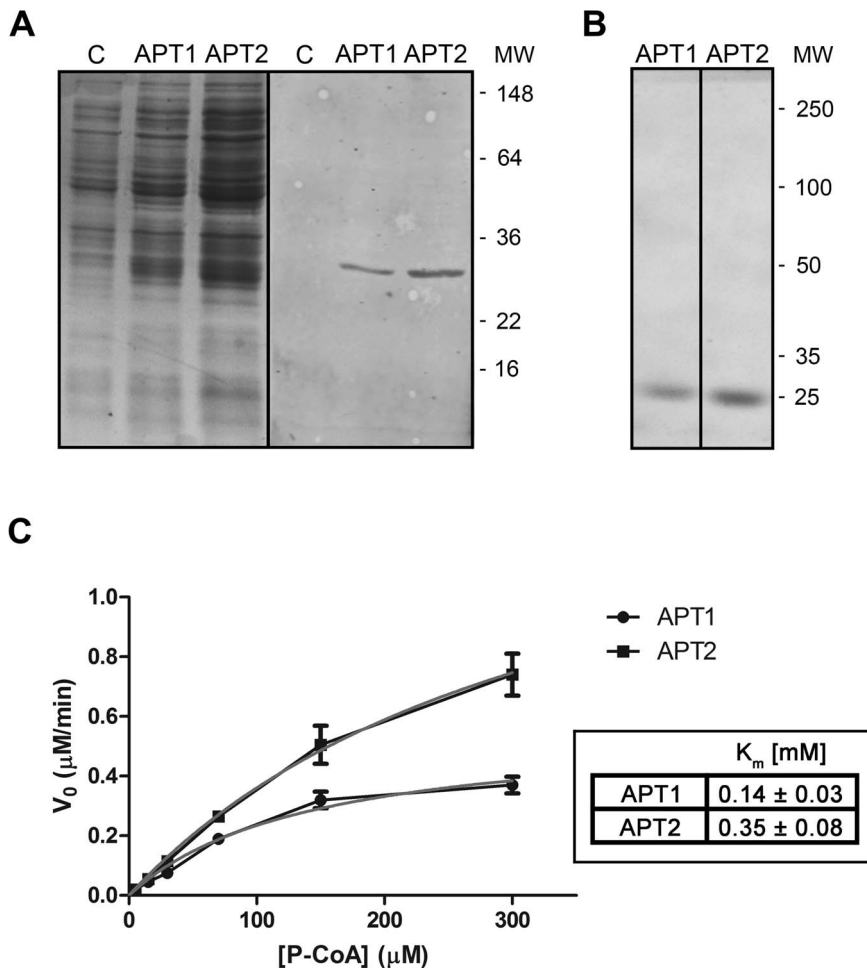 A
C APT1 APT2 C APT1 APT2 MW
- 148
- 64
- 36
- 22
- 16
B
APT1 APT2 MW
- 250
- 100
- 50
- 35
- 25
C
1.0
0.8
0.6
0.4
0.2
0.0
V₀ (μM/min)
0 100 200 300
[P-CoA] (μM)
APT1
APT2
Kₘ [mM]
APT1 0.14 ± 0.03
APT2 0.35 ± 0.08